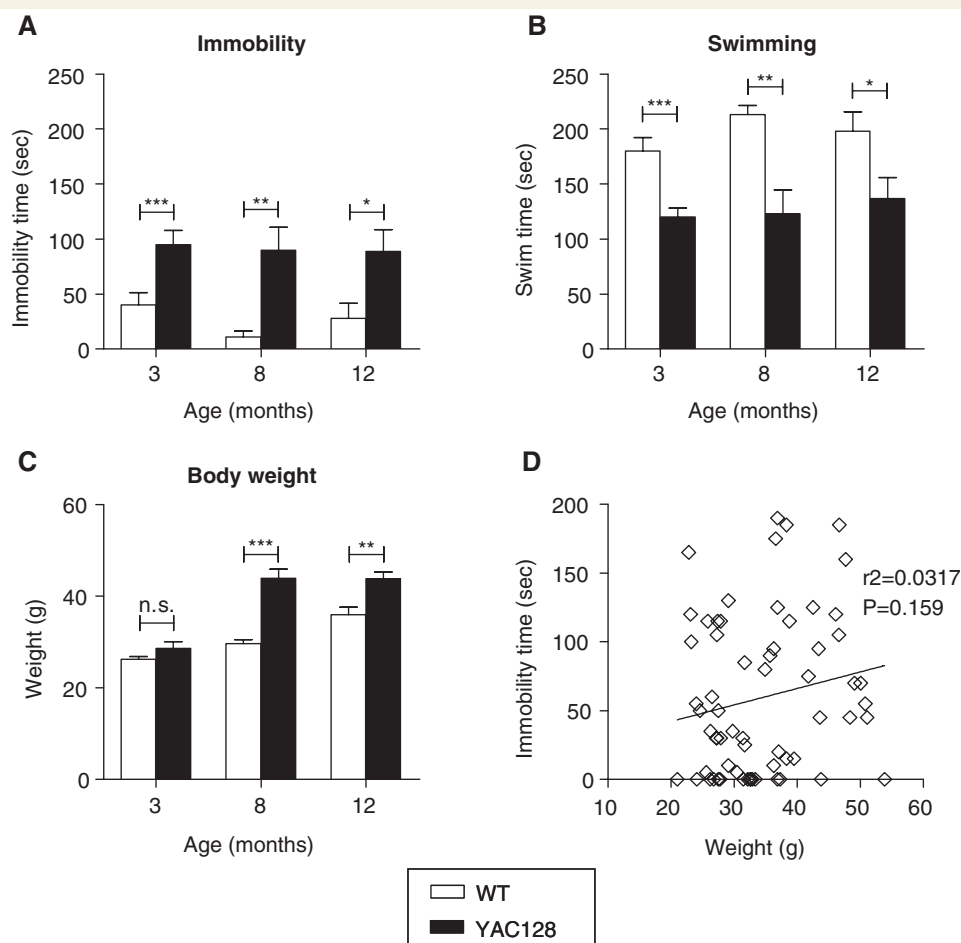 A
Immobility
Immobility time (sec)
250
200
150
100
50
0
***
**
*
3
8
12
Age (months)
B
Swimming
Swim time (sec)
250
200
150
100
50
0
***
**
*
3
8
12
Age (months)
C
Body weight
Weight (g)
60
40
20
0
n.s.
***
**
3
8
12
Age (months)
D
Immobility time (sec)
200
150
100
50
0
r2=0.0317
P=0.159
10
20
30
40
50
60
Weight (g)
WT
YAC128